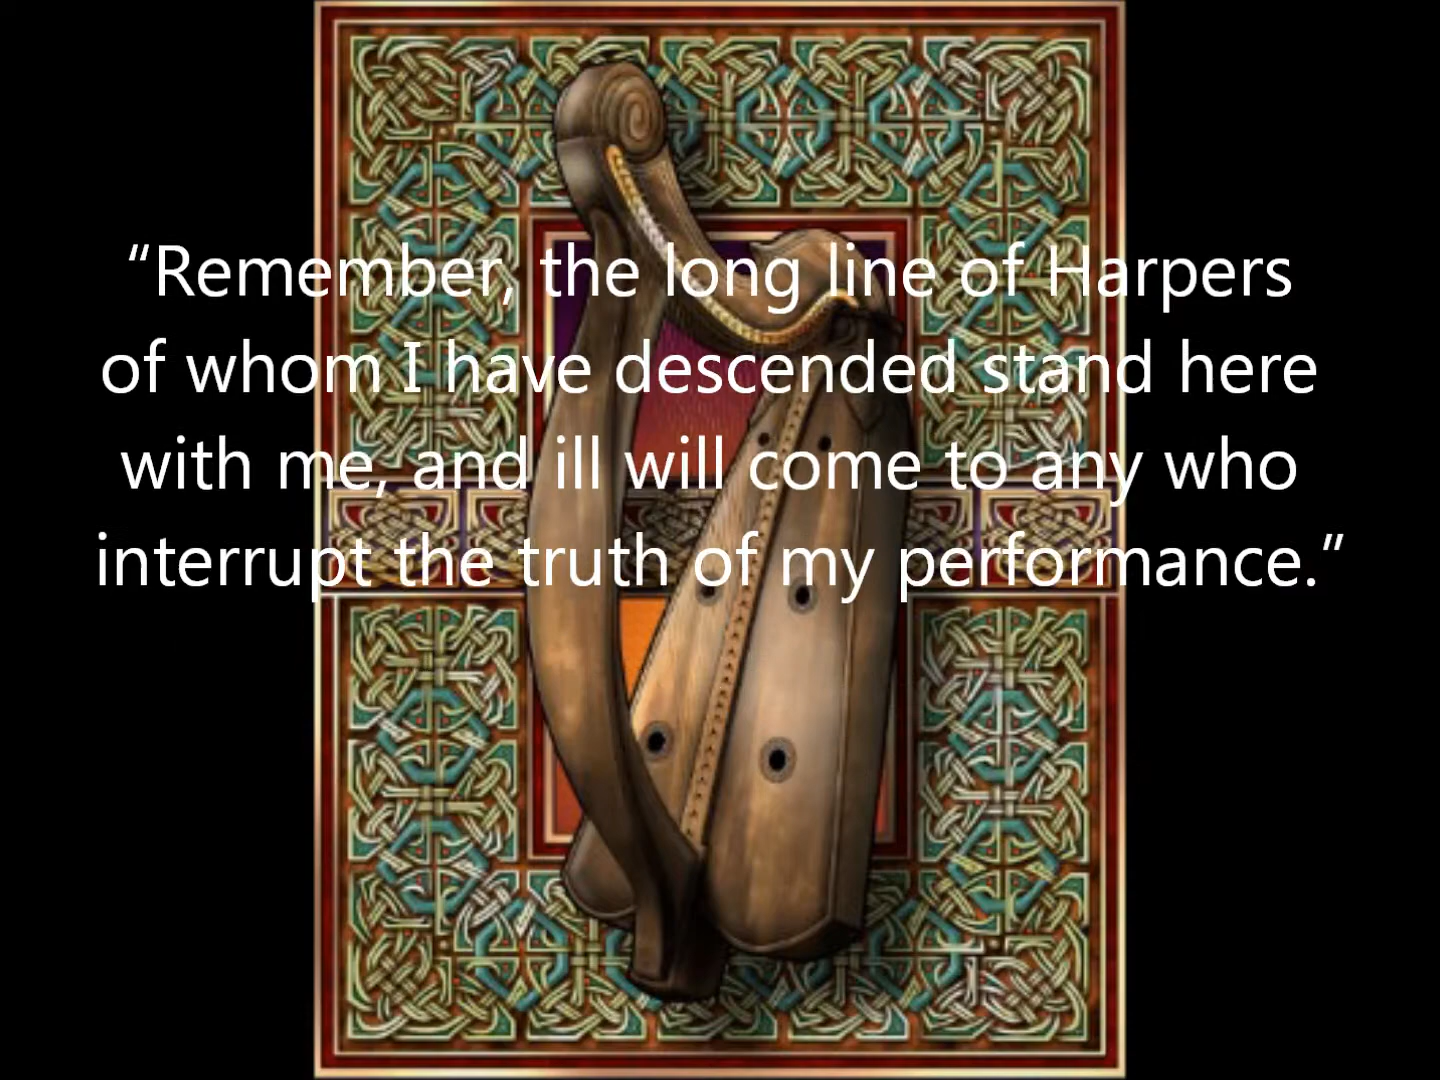 “Remember, the long line of Harpers
of whom I have descended stand here
with me, and ill will come to any who
interrupt the truth of my performance.”